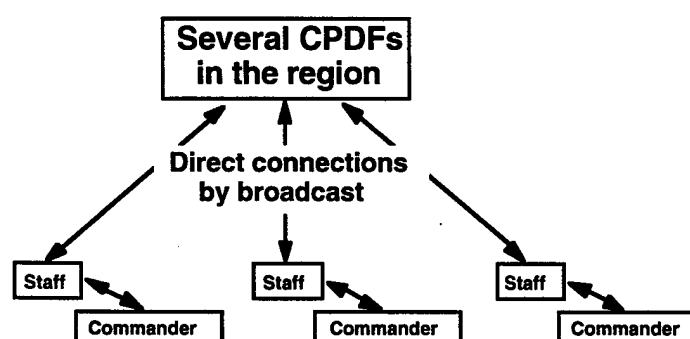 Several CPDFs
in the region
Direct connections
by broadcast
Staff
Staff
Staff
Commander
Commander
Commander